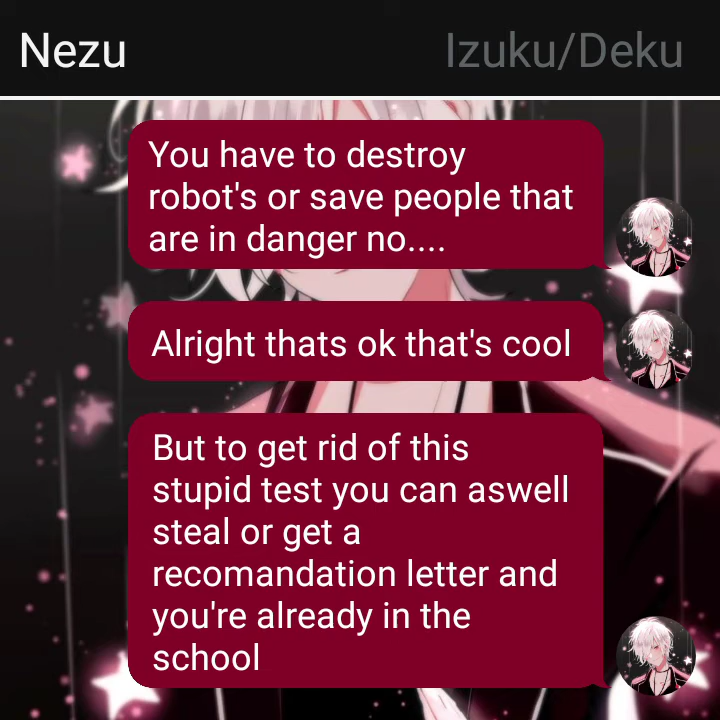 Nezu
Izuku/Deku
You have to destroy
robot's or save people that
are in danger no....
Alright thats ok that's cool
But to get rid of this
stupid test you can aswell
steal or get a
recomandation letter and
you're already in the
school